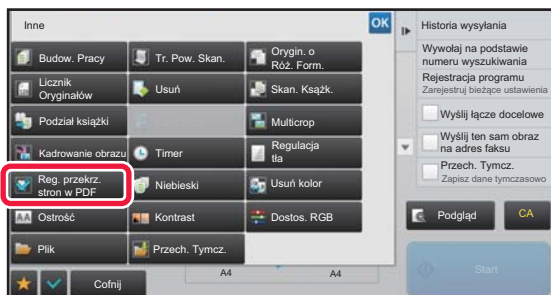 Inne
OK
Budow. Pracy
Tr. Pow. Skan.
Orygin. o
Róż. Form.
Licznik
Oryginałów
Usuń
Skan. Książk.
Podział książki
Multicrop
Kadrowanie obrazu
Timer
Regulacja
tła
Reg. przekrz.
stron w PDF
Niebieski
Usuń kolor
AA Ostrość
Kontrast
Dostos. RGB
Plik
Przech. Tymcz.
Cofnij
A4
A4
Historia wysyłania
Wywołaj na podstawie
numeru wyszukiwania
Rejestracja programu
Zarejestruj bieżące ustawienia
Wyślij łącze docelowe
Wyślij ten sam obraz
na adres faksu
Przech. Tymcz.
Zapisz dane tymczasowo
Podgląd
CA
Start